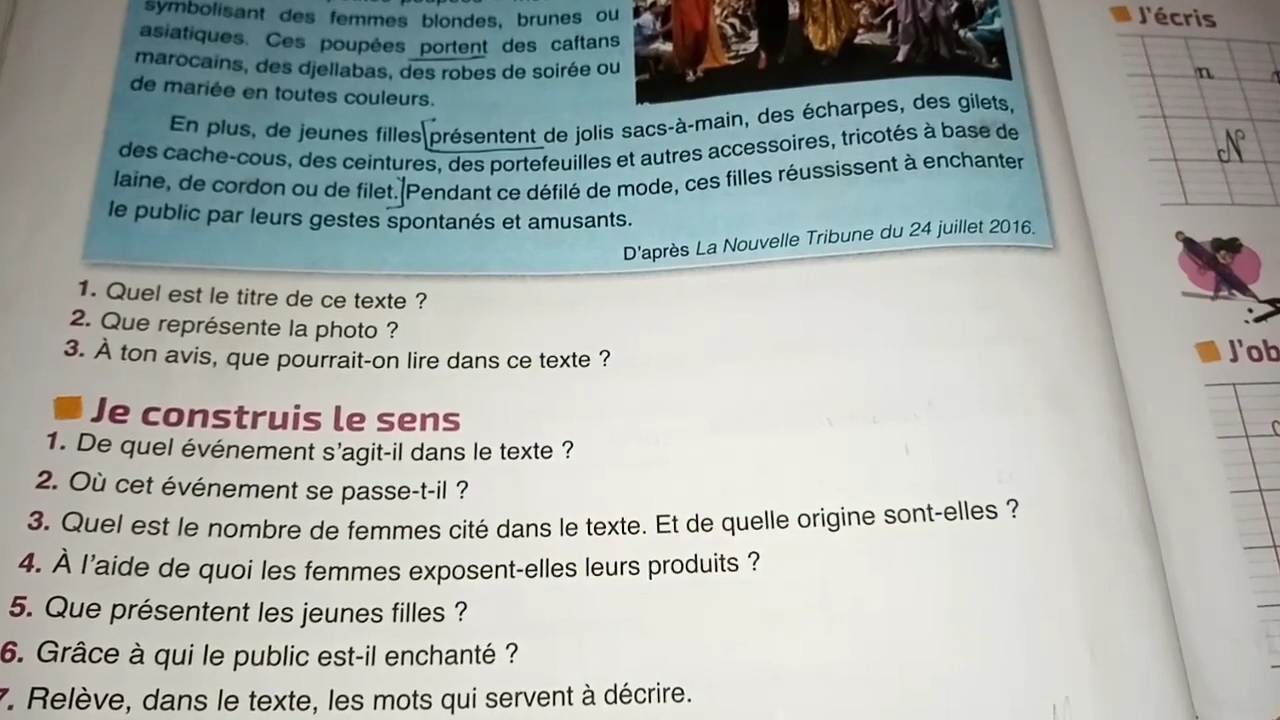 symbolisant des femmes blondes, brunes ou
asiatiques. Ces poupées portent des caftans
marocains, des djellabas, des robes de soirée ou
de mariée en toutes couleurs.
En plus, de jeunes filles présentent de jolis sacs-à-main, des écharpes, des gilets,
des cache-cous, des ceintures, des portefeuilles et autres accessoires, tricotés à base de
laine, de cordon ou de filet. Pendant ce défilé de mode, ces filles réussissent à enchanter
le public par leurs gestes spontanés et amusants.
D'après La Nouvelle Tribune du 24 juillet 2016.
1. Quel est le titre de ce texte ?
2. Que représente la photo ?
3. À ton avis, que pourrait-on lire dans ce texte ?
Je construis le sens
1. De quel événement s'agit-il dans le texte ?
2. Où cet événement se passe-t-il ?
3. Quel est le nombre de femmes cité dans le texte. Et de quelle origine sont-elles ?
4. À l'aide de quoi les femmes exposent-elles leurs produits ?
5. Que présentent les jeunes filles ?
6. Grâce à qui le public est-il enchanté ?
7. Relève, dans le texte, les mots qui servent à décrire.
J'écris
n
N
J'ob